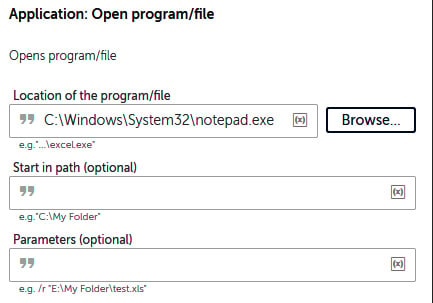 Application: Open program/file
Opens program/file
Location of the program/file
C:\Windows\System32\notepad.exe (x) Browse...
e.g."...\excel.exe"
Start in path (optional)
(x)
e.g."C:\My Folder"
Parameters (optional)
(x)
e.g. /r "E:\My Folder\test.xls"